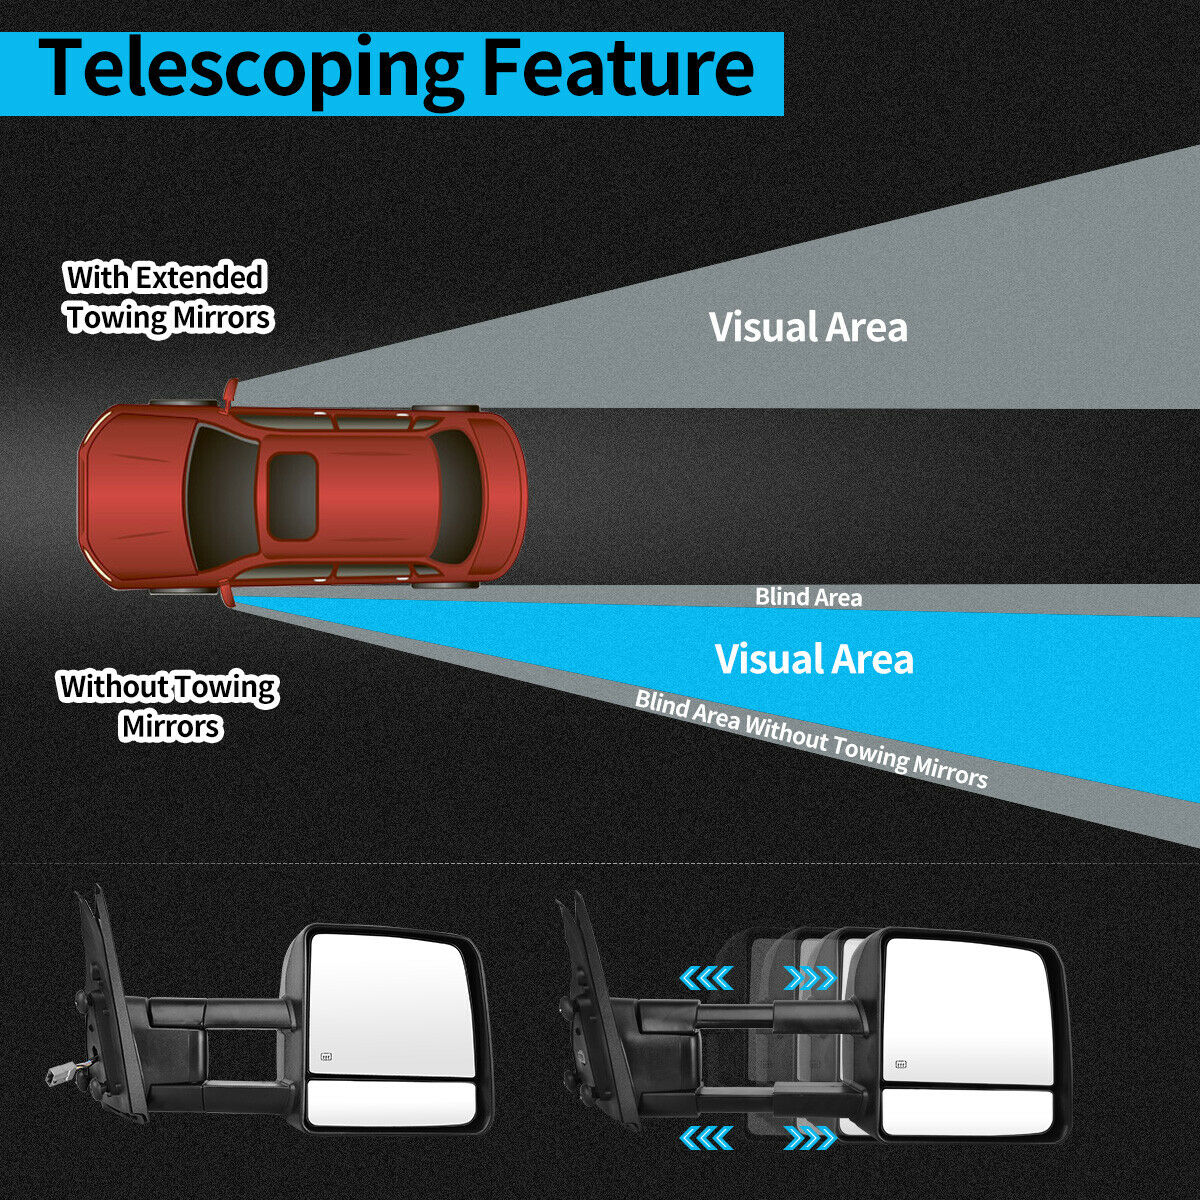 Telescoping Feature
With Extended
Towing Mirrors
Visual Area
Blind Area
Visual Area
Blind Area Without Towing Mirrors
Without Towing
Mirrors